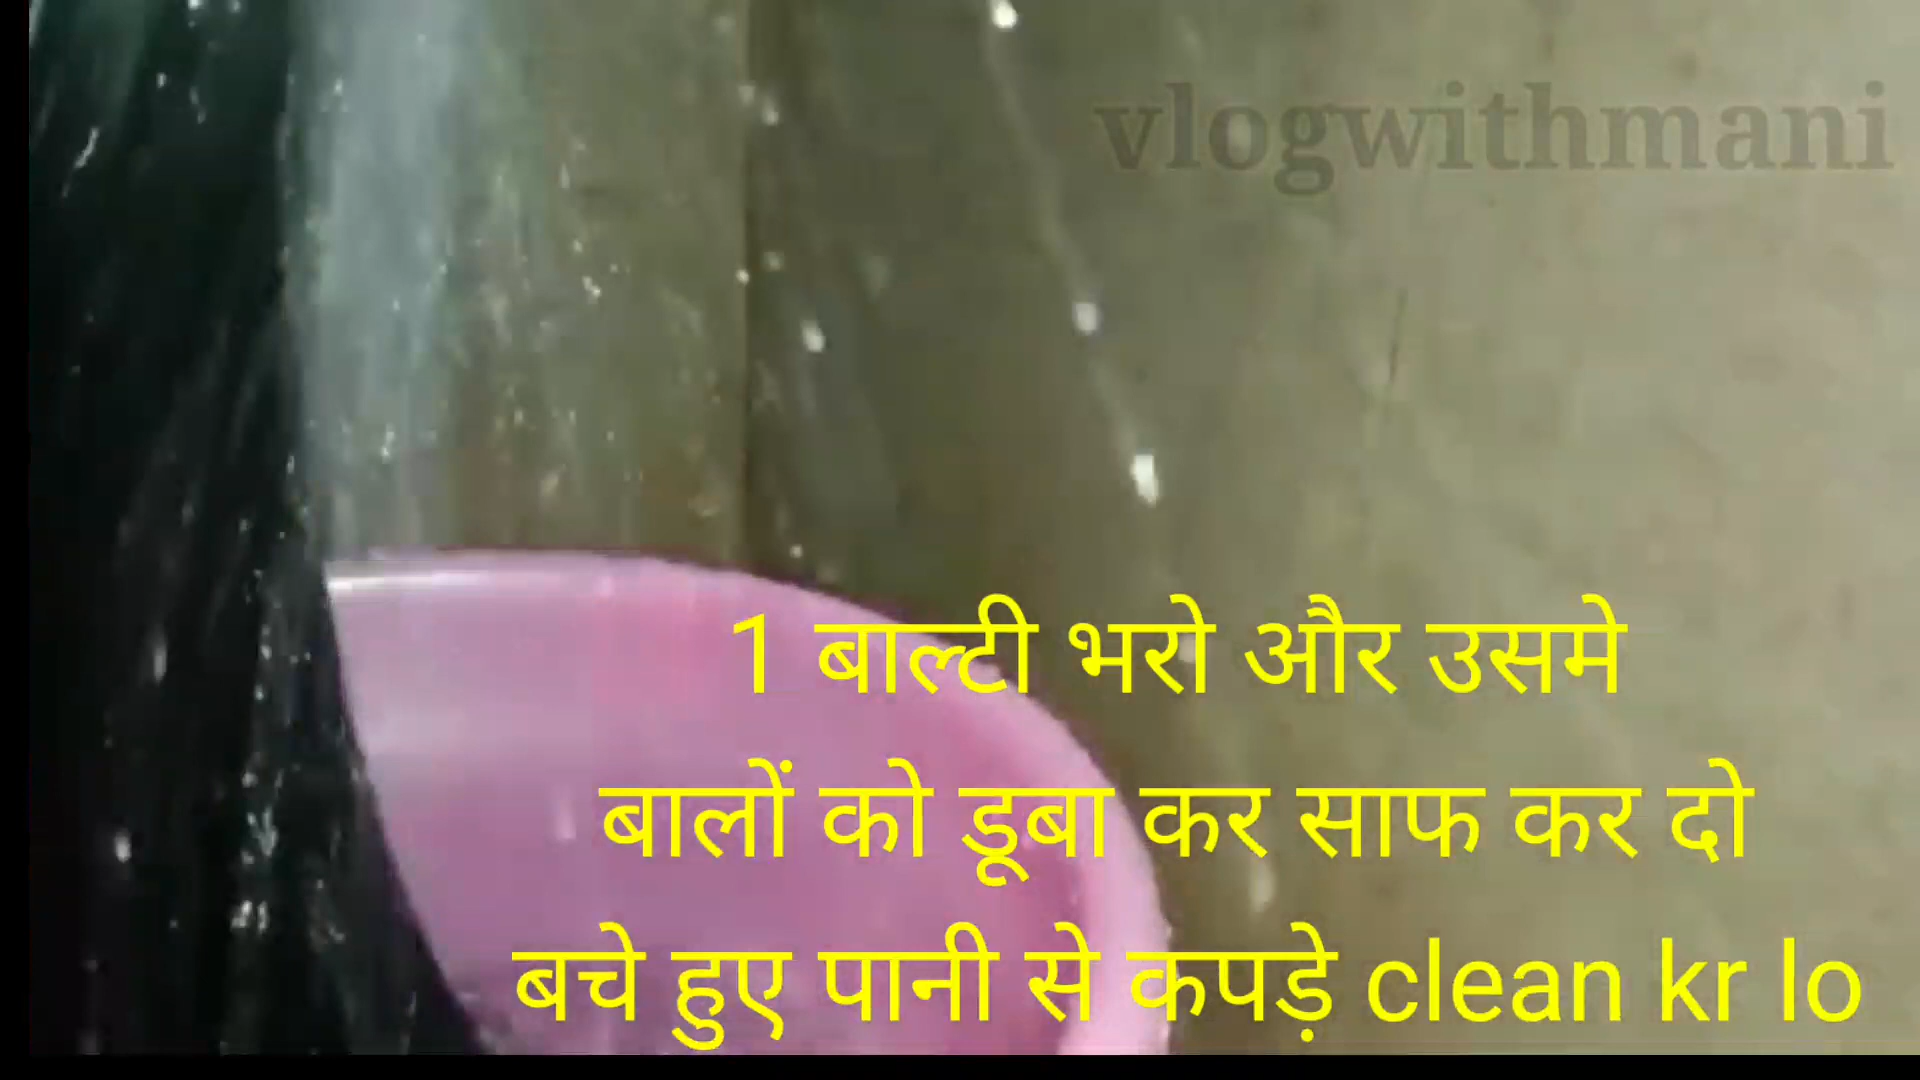 vlogwithmani
1 बाल्टी भरो और उसमे
बालों को डूबा कर साफ कर दो
बचे हुए पानी से कपड़े clean kr lo